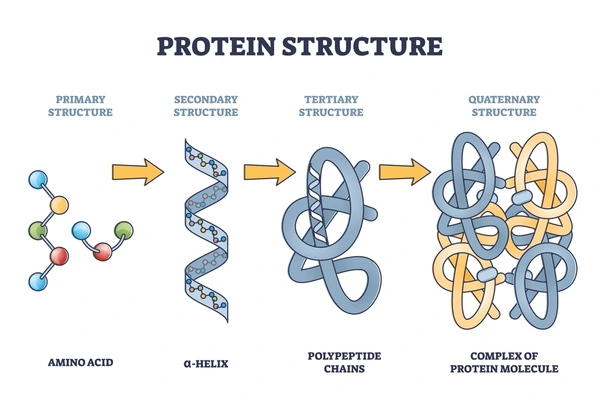 PROTEIN STRUCTURE
PRIMARY
STRUCTURE
SECONDARY
STRUCTURE
TERTIARY
STRUCTURE
QUATERNARY
STRUCTURE
AMINO ACID
α-HELIX
POLYPEPTIDE
CHAINS
COMPLEX OF
PROTEIN MOLECULE